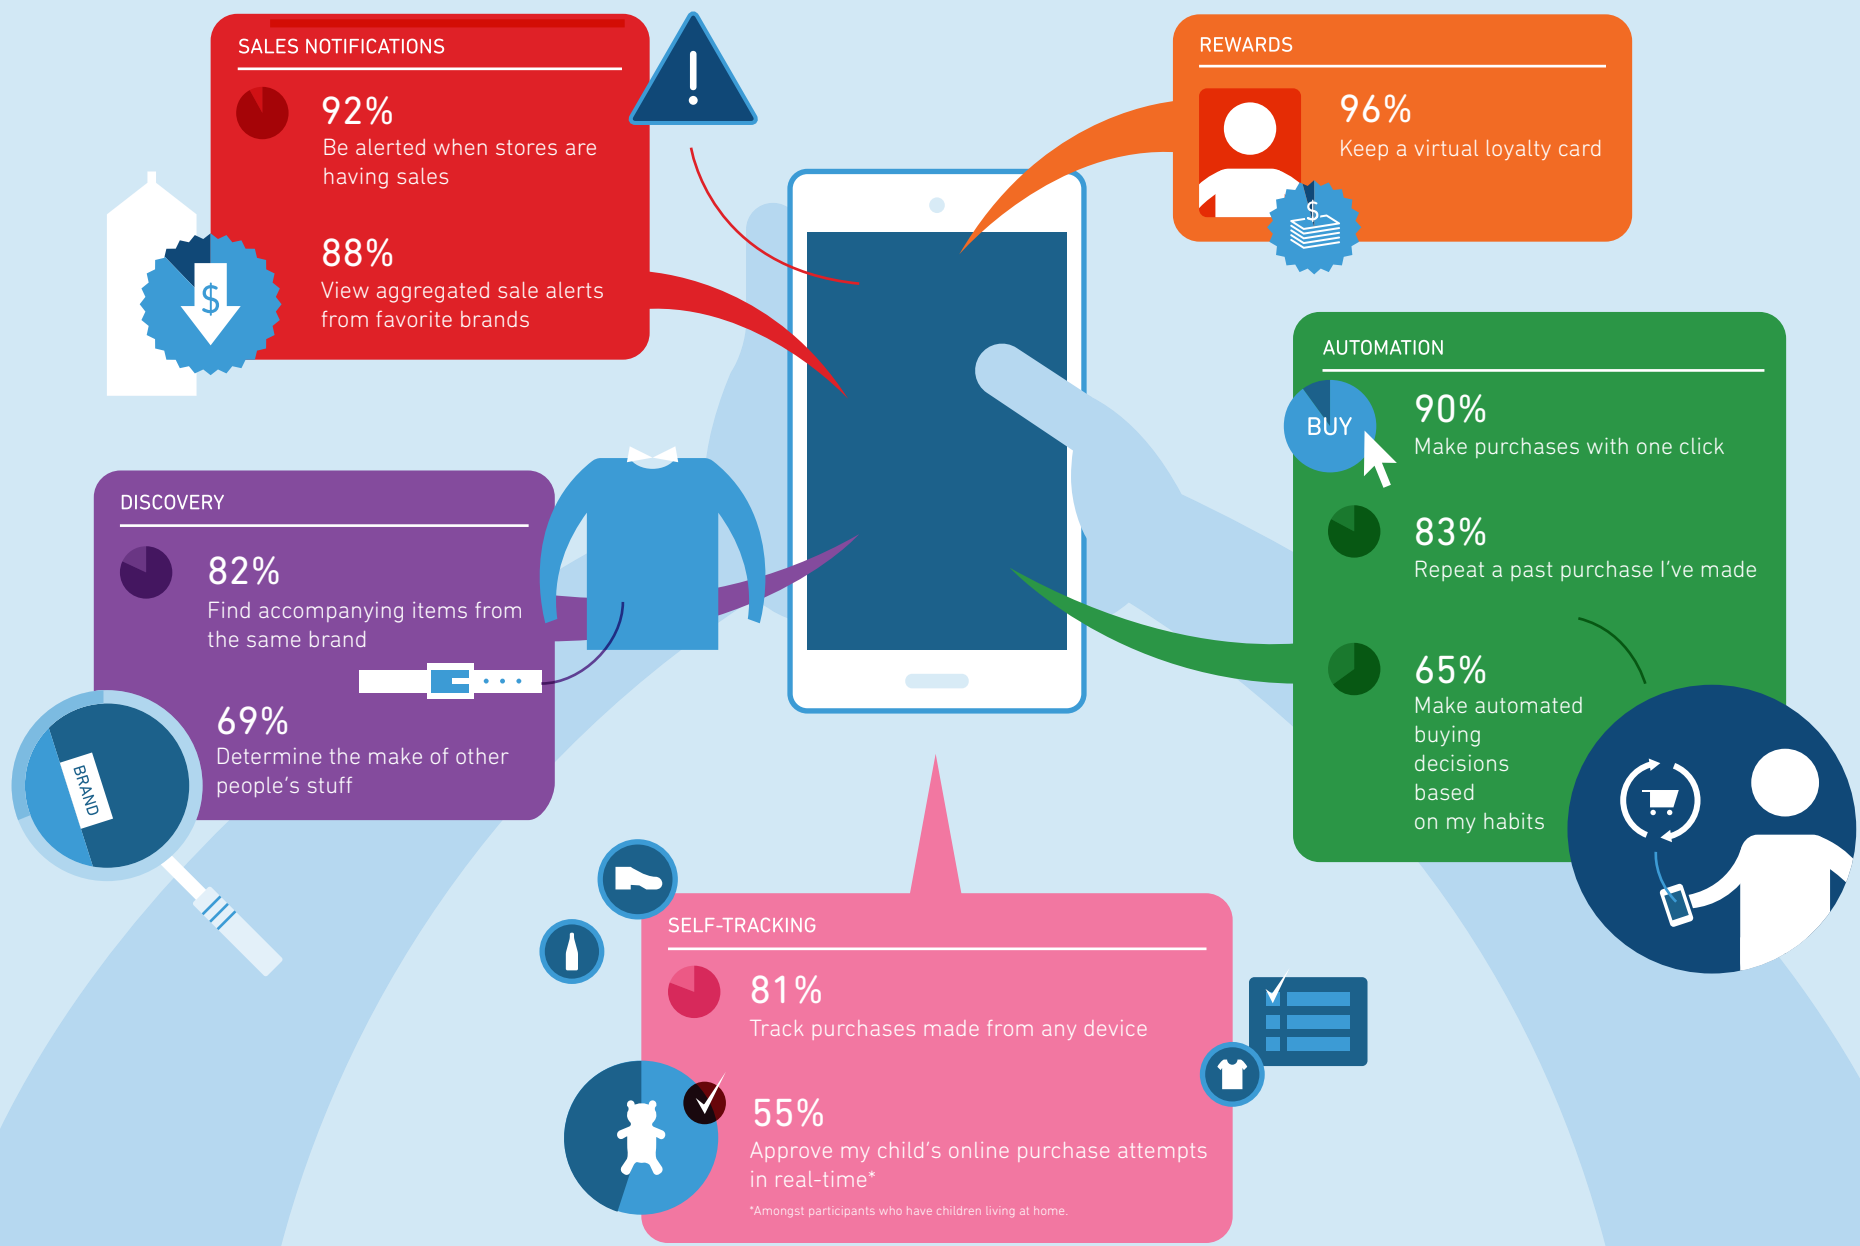 SALES NOTIFICATIONS
92%
Be alerted when stores are
having sales
88%
View aggregated sale alerts
from favorite brands
$
REWARDS
96%
Keep a virtual loyalty card
$
AUTOMATION
BUY
90%
Make purchases with one click
83%
Repeat a past purchase I've made
65%
Make automated
buying
decisions
based
on my habits
DISCOVERY
82%
Find accompanying items from
the same brand
69%
Determine the make of other
people's stuff
BRAND
SELF-TRACKING
81%
Track purchases made from any device
55%
Approve my child's online purchase attempts
in real-time*
*Amongst participants who have children living at home.